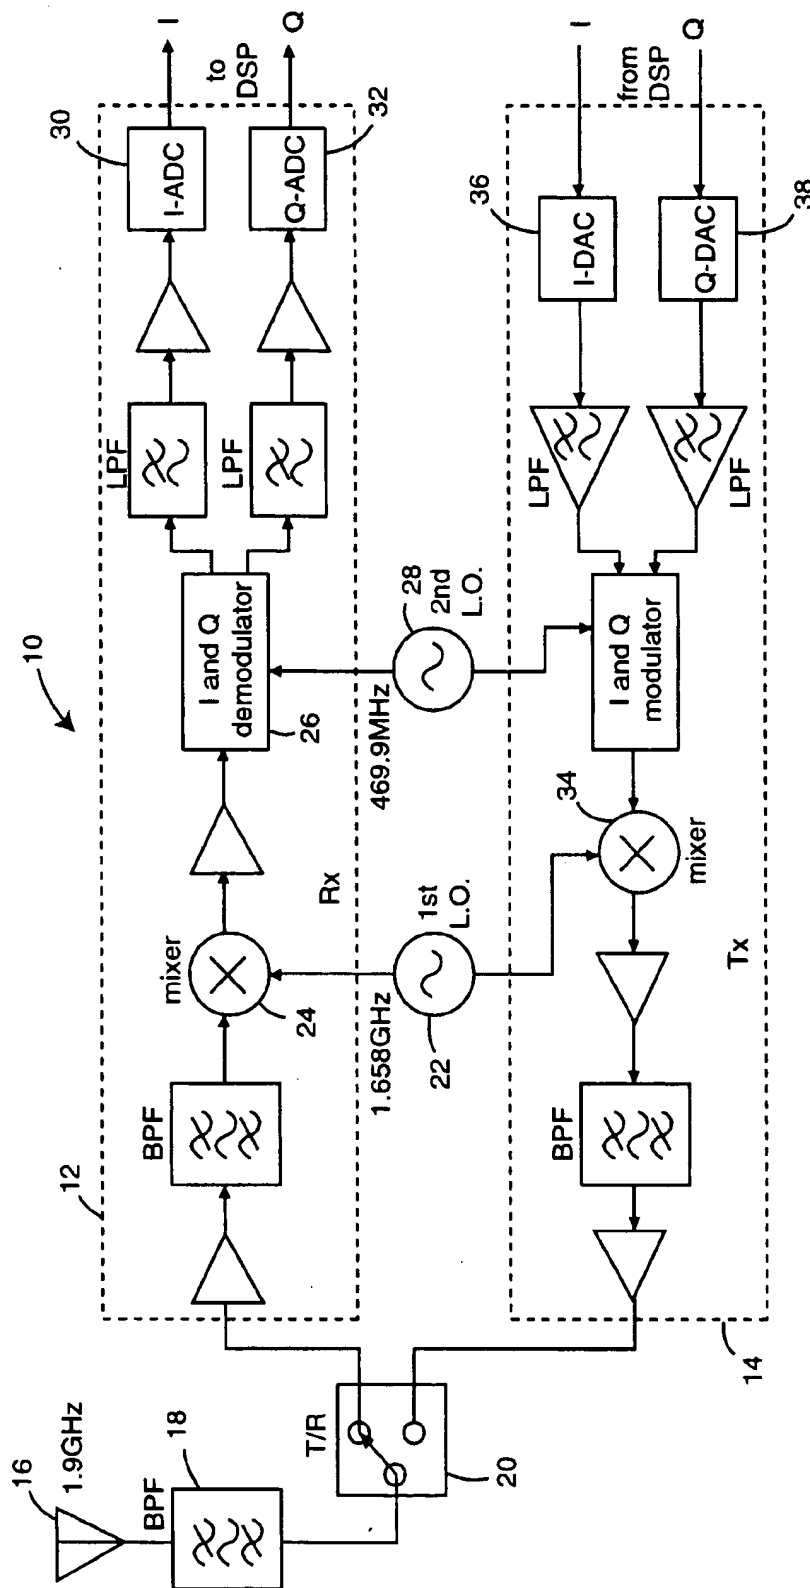 10
16
1.9GHz
BPF
18
T/R
20
12
BPF
mixer
24
Rx
I and Q
demodulator
26
LPF
LPF
I-ADC
30
Q-ADC
32
I
to
DSP
Q
1.658GHz
22
1st
L.O.
469.9MHz
28
2nd
L.O.
14
BPF
Tx
mixer
34
I and Q
modulator
LPF
LPF
I-DAC
36
Q-DAC
38
I
from
DSP
Q